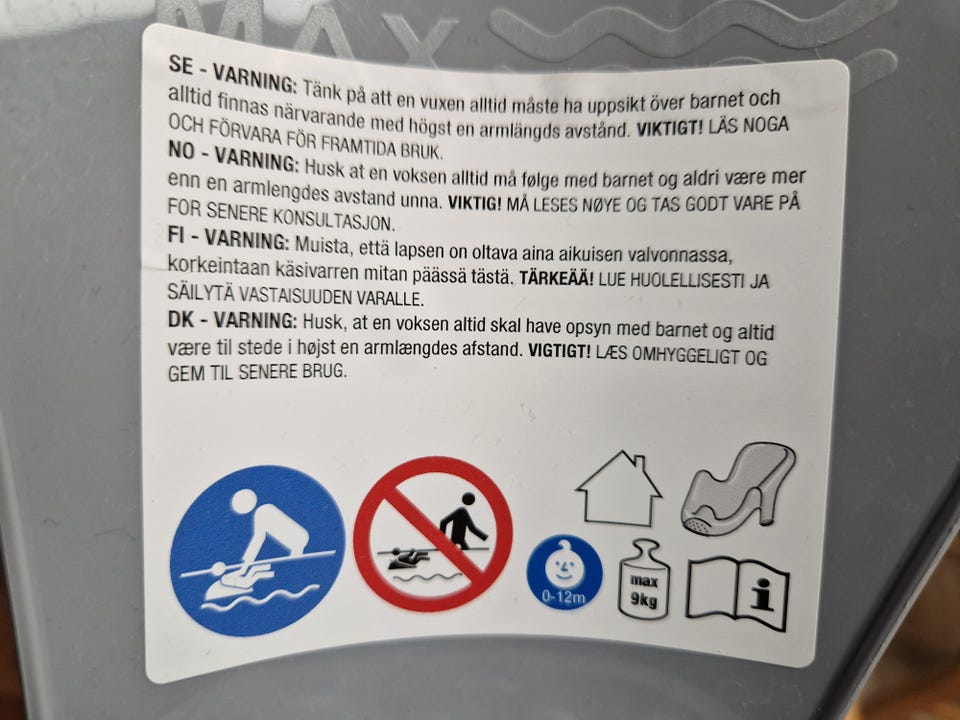 MAX
SE - VARNING: Tänk på att en vuxen alltid måste ha uppsikt över barnet och
alltid finnas närvarande med högst en armlängds avstånd. VIKTIGT! LÄS NOGA
OCH FÖRVARA FÖR FRAMTIDA BRUK.
NO - VARNING: Husk at en voksen alltid må følge med barnet og aldri være mer
enn en armlengdes avstand unna. VIKTIG! MÅ LESES NØYE OG TAS GODT VARE PÅ
FOR SENERE KONSULTASJON.
FI - VARNING: Muista, että lapsen on oltava aina aikuisen valvonnassa,
korkeintaan käsivarren mitan päässä tästä. TÄRKEÄÄ! LUE HUOLELLISESTI JA
SÄILYTÄ VASTAISUUDEN VARALLE.
DK - VARNING: Husk, at en voksen altid skal have opsyn med barnet og altid
være til stede i højst en armlængdes afstand. VIGTIGT! LÆS OMHYGGELIGT OG
GEM TIL SENERE BRUG.
0-12m
max
9kg
i